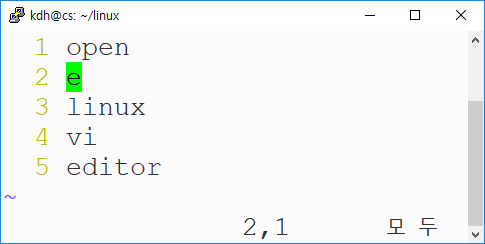 kdh@cs: ~/linux
1 open
2 e
3 linux
4 vi
5 editor
~
2,1 모두